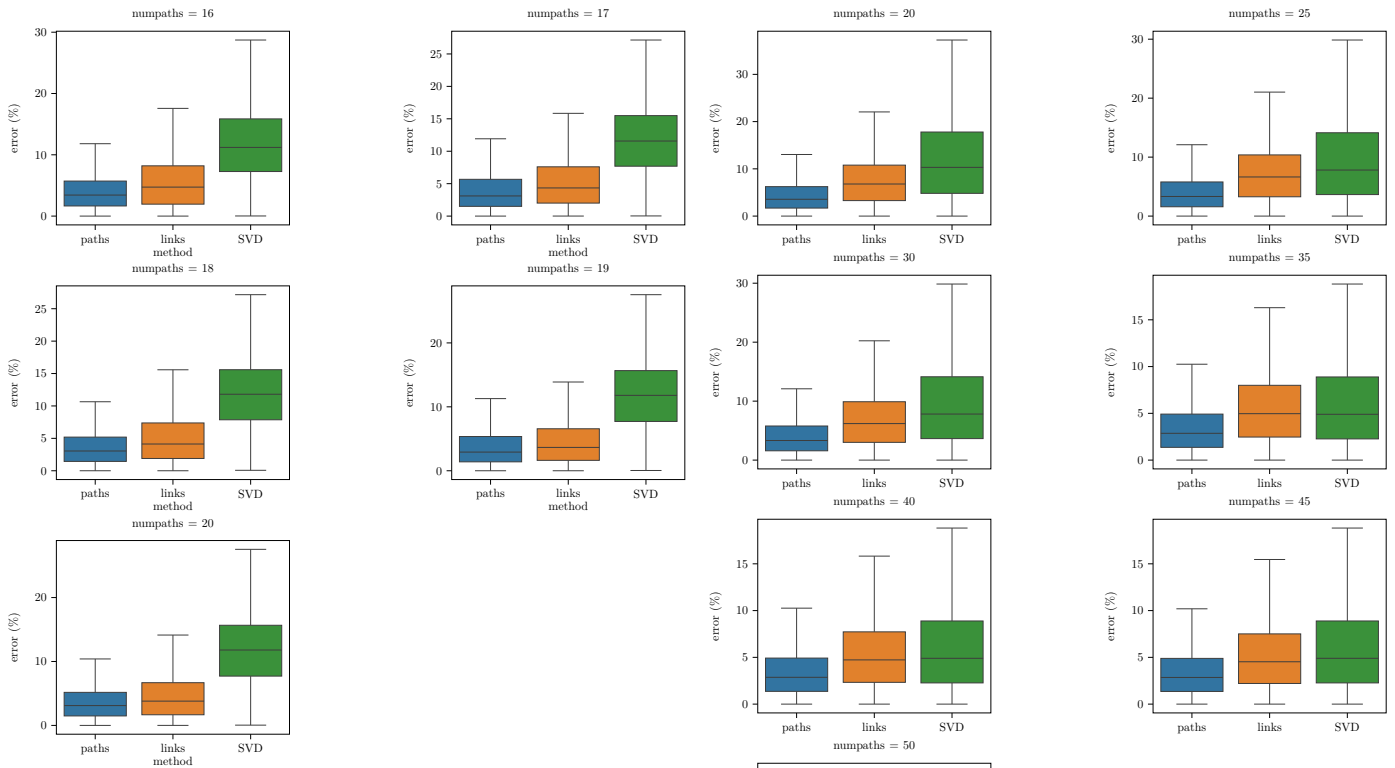 numpaths = 16
30
20
10
0
error (%)
paths links SVD
method
numpaths = 17
25
20
15
10
5
0
error (%)
paths links SVD
method
numpaths = 18
25
20
15
10
5
0
error (%)
paths links SVD
method
numpaths = 19
20
10
0
error (%)
paths links SVD
method
numpaths = 20
20
10
0
error (%)
paths links SVD
method
numpaths = 20
30
20
10
0
error (%)
paths links SVD
numpaths = 25
30
20
10
0
error (%)
paths links SVD
numpaths = 30
30
20
10
0
error (%)
paths links SVD
numpaths = 35
15
10
5
0
error (%)
paths links SVD
numpaths = 40
15
10
5
0
error (%)
paths links SVD
numpaths = 45
15
10
5
0
error (%)
paths links SVD
numpaths = 50